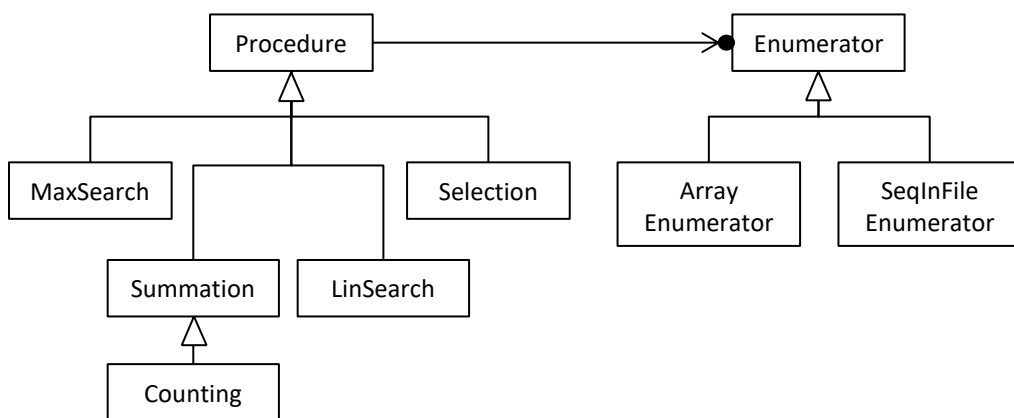 Procedure
Enumerator
MaxSearch
Selection
Array
Enumerator
SeqInFile
Enumerator
Summation
LinSearch
Counting